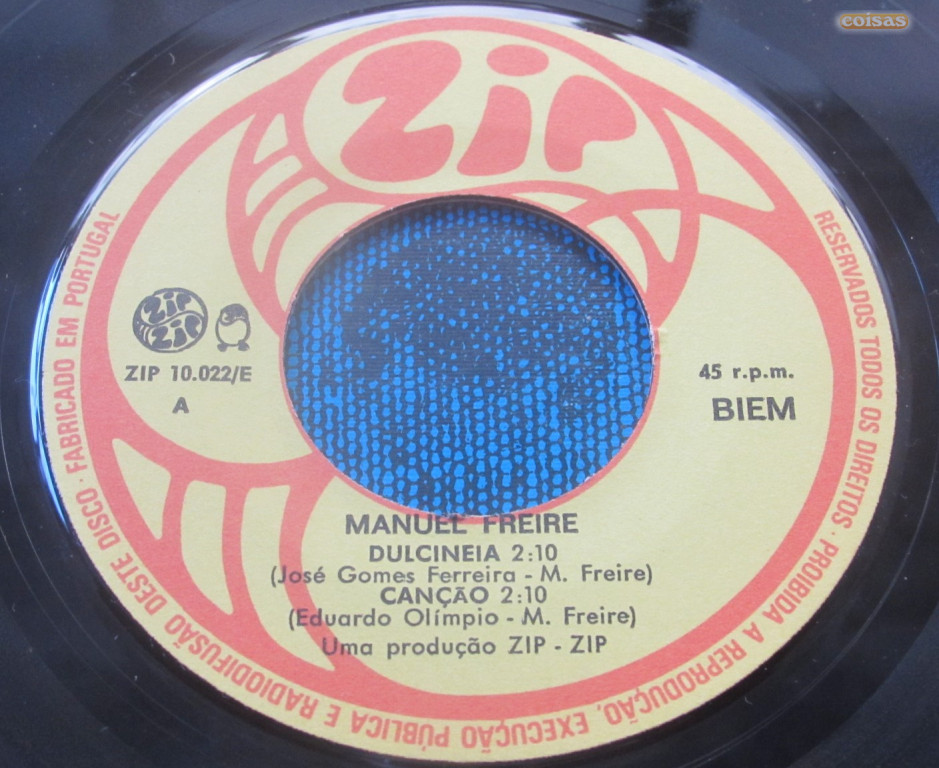 coisas
ZIP
FABRICADO EM PORTUGAL
RESERVADOS TODOS OS DIREITOS · PROIBIDA A REPRODUÇÃO, EXECUÇÃO PÚBLICA E RADIODIFUSÃO DESTE DISCO ·
ZIP
ZIP
ZIP 10.022/E
A
45 r.p.m.
BIEM
MANUEL FREIRE
DULCINEIA 2:10
(José Gomes Ferreira - M. Freire)
CANÇÃO 2:10
(Eduardo Olímpio - M. Freire)
Uma produção ZIP - ZIP